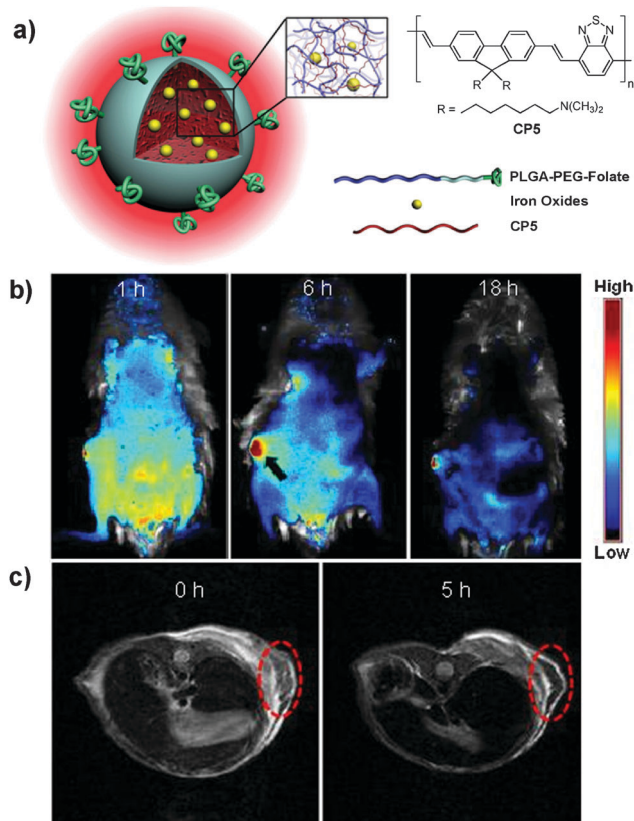 a)
N S N
n
R R
R = N(CH₃)₂
CP5
PLGA-PEG-Folate
Iron Oxides
CP5
b)
1 h 6 h 18 h
High
Low
c)
0 h 5 h